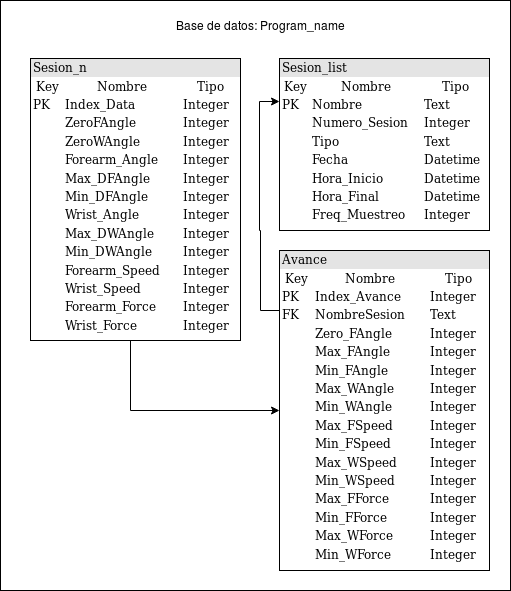 Base de datos: Program_name
Sesion_n
Key Nombre Tipo
PK Index_Data Integer
ZeroFAngle Integer
ZeroWAngle Integer
Forearm_Angle Integer
Max_DFAngle Integer
Min_DFAngle Integer
Wrist_Angle Integer
Max_DWAngle Integer
Min_DWAngle Integer
Forearm_Speed Integer
Wrist_Speed Integer
Forearm_Force Integer
Wrist_Force Integer
Sesion_list
Key Nombre Tipo
PK Nombre Text
Numero_Sesion Integer
Tipo Text
Fecha Datetime
Hora_Inicio Datetime
Hora_Final Datetime
Freq_Muestreo Integer
Avance
Key Nombre Tipo
PK Index_Avance Integer
FK NombreSesion Text
Zero_FAngle Integer
Max_FAngle Integer
Min_FAngle Integer
Max_WAngle Integer
Min_WAngle Integer
Max_FSpeed Integer
Min_FSpeed Integer
Max_WSpeed Integer
Min_WSpeed Integer
Max_FForce Integer
Min_FForce Integer
Max_WForce Integer
Min_WForce Integer